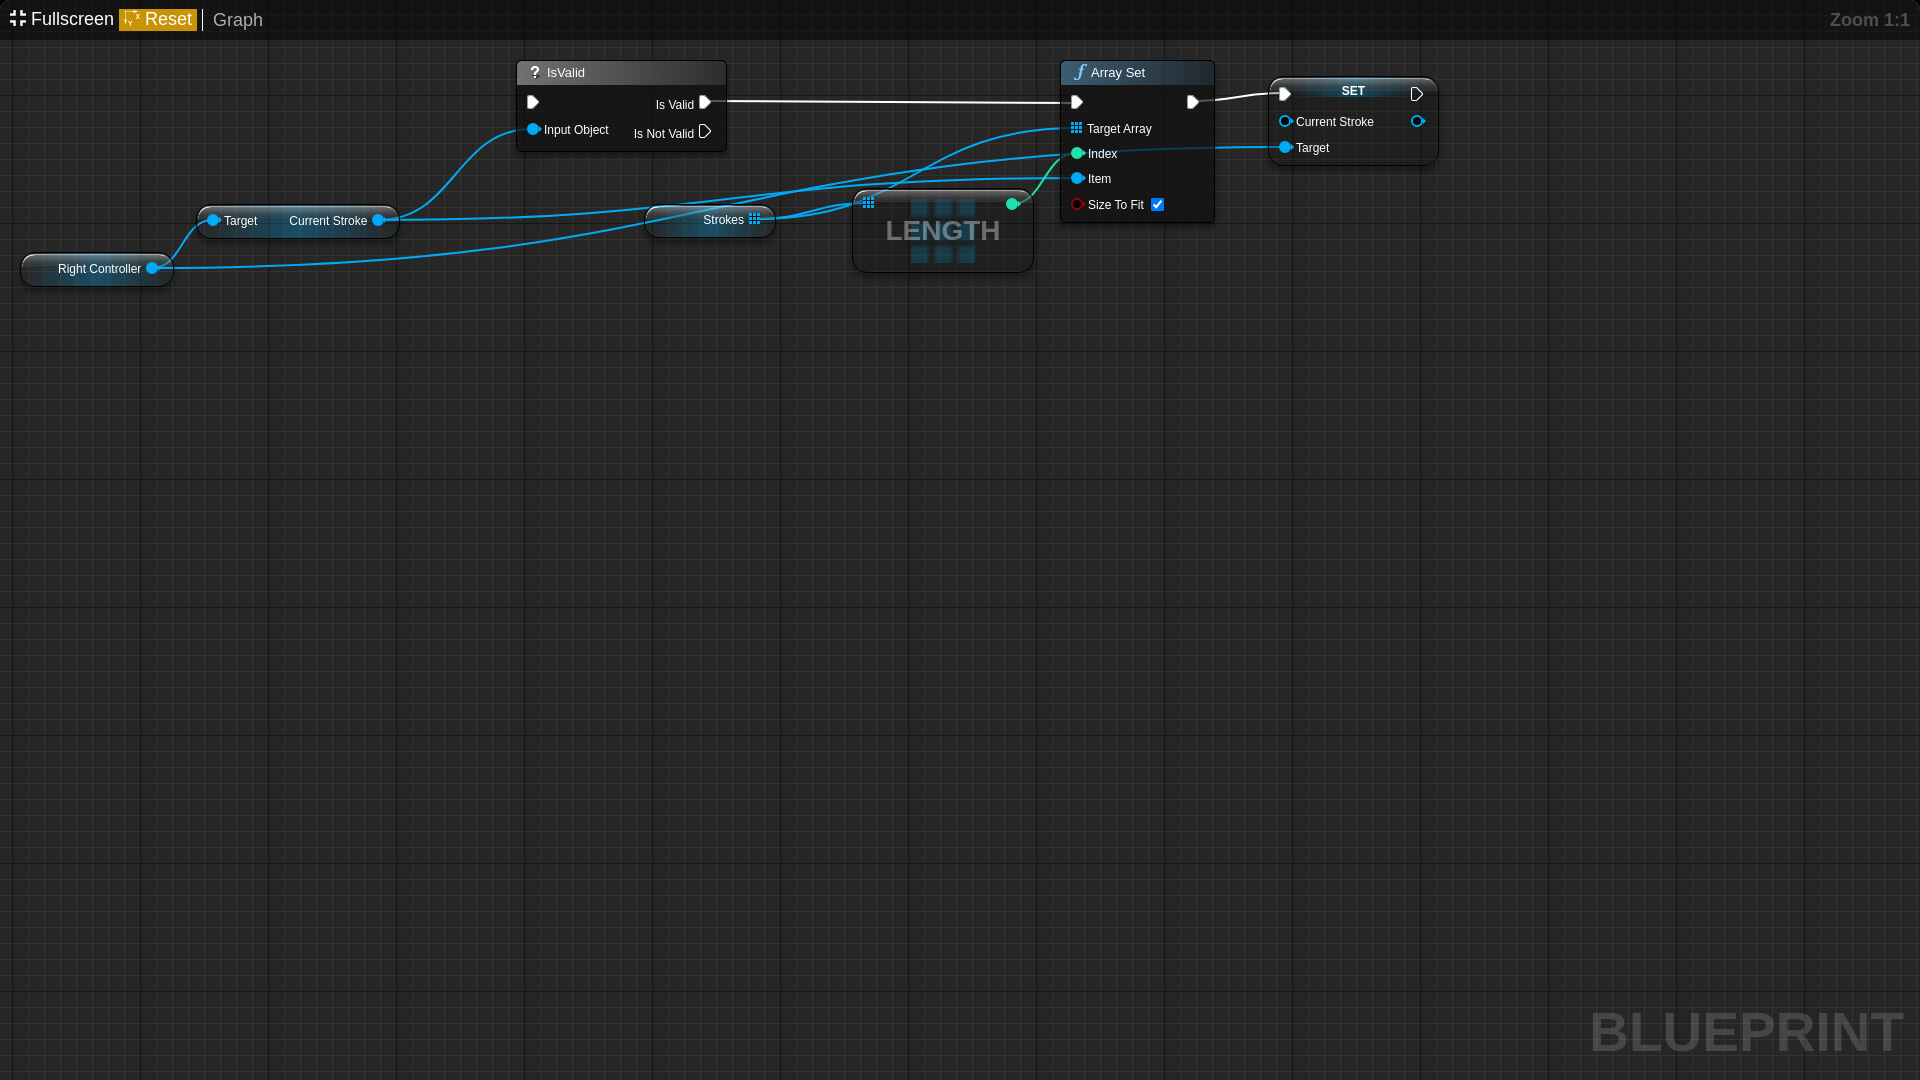 Fullscreen Reset Graph Zoom 1:1
? IsValid
Is Valid
Input Object Is Not Valid
f Array Set
Target Array
Index
Item
Size To Fit
SET
Current Stroke
Target
Target Current Stroke
Strokes
LENGTH
Right Controller
BLUEPRINT